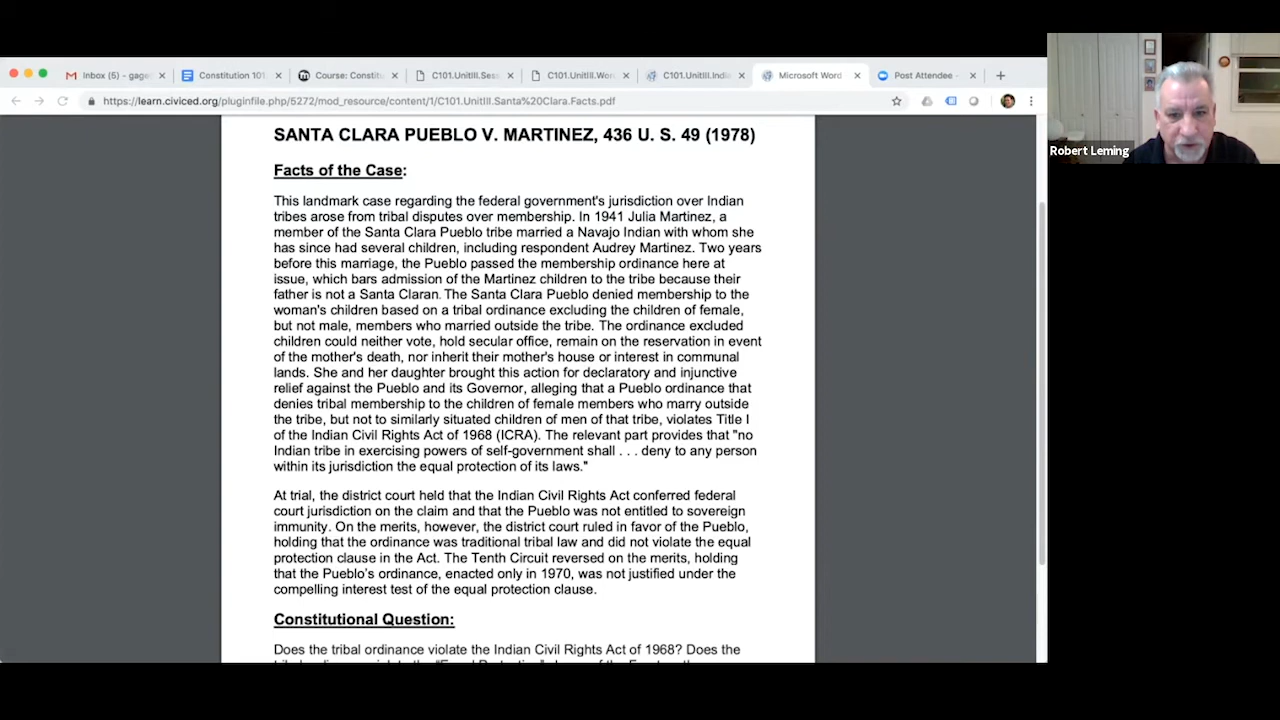 Inbox (5) - gage
Constitution 101.
Course: Constit
C101.UnitIII.Ses
C101.UnitIII.Wor
C101.UnitIII.India
Microsoft Word
Post Attendee -
https://learn.civiced.org/pluginfile.php/5272/mod_resource/content/1/C101.UnitIII.Santa%20Clara.Facts.pdf
Robert Leming
SANTA CLARA PUEBLO V. MARTINEZ, 436 U. S. 49 (1978)
Facts of the Case:
This landmark case regarding the federal government's jurisdiction over Indian
tribes arose from tribal disputes over membership. In 1941 Julia Martinez, a
member of the Santa Clara Pueblo tribe married a Navajo Indian with whom she
has since had several children, including respondent Audrey Martinez. Two years
before this marriage, the Pueblo passed the membership ordinance here at
issue, which bars admission of the Martinez children to the tribe because their
father is not a Santa Claran. The Santa Clara Pueblo denied membership to the
woman's children based on a tribal ordinance excluding the children of female,
but not male, members who married outside the tribe. The ordinance excluded
children could neither vote, hold secular office, remain on the reservation in event
of the mother's death, nor inherit their mother's house or interest in communal
lands. She and her daughter brought this action for declaratory and injunctive
relief against the Pueblo and its Governor, alleging that a Pueblo ordinance that
denies tribal membership to the children of female members who marry outside
the tribe, but not to similarly situated children of men of that tribe, violates Title I
of the Indian Civil Rights Act of 1968 (ICRA). The relevant part provides that "no
Indian tribe in exercising powers of self-government shall . . . deny to any person
within its jurisdiction the equal protection of its laws."
At trial, the district court held that the Indian Civil Rights Act conferred federal
court jurisdiction on the claim and that the Pueblo was not entitled to sovereign
immunity. On the merits, however, the district court ruled in favor of the Pueblo,
holding that the ordinance was traditional tribal law and did not violate the equal
protection clause in the Act. The Tenth Circuit reversed on the merits, holding
that the Pueblo's ordinance, enacted only in 1970, was not justified under the
compelling interest test of the equal protection clause.
Constitutional Question:
Does the tribal ordinance violate the Indian Civil Rights Act of 1968? Does the